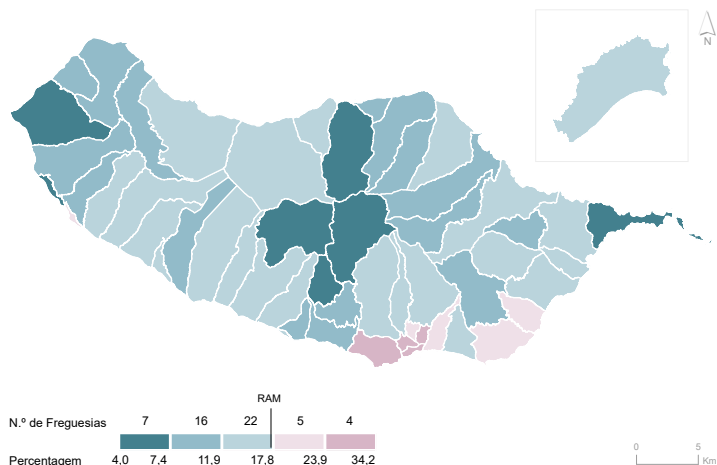 N
RAM
N.º de Freguesias 7 16 22 5 4
Percentagem 4,0 7,4 11,9 17,8 23,9 34,2
0 5
Km